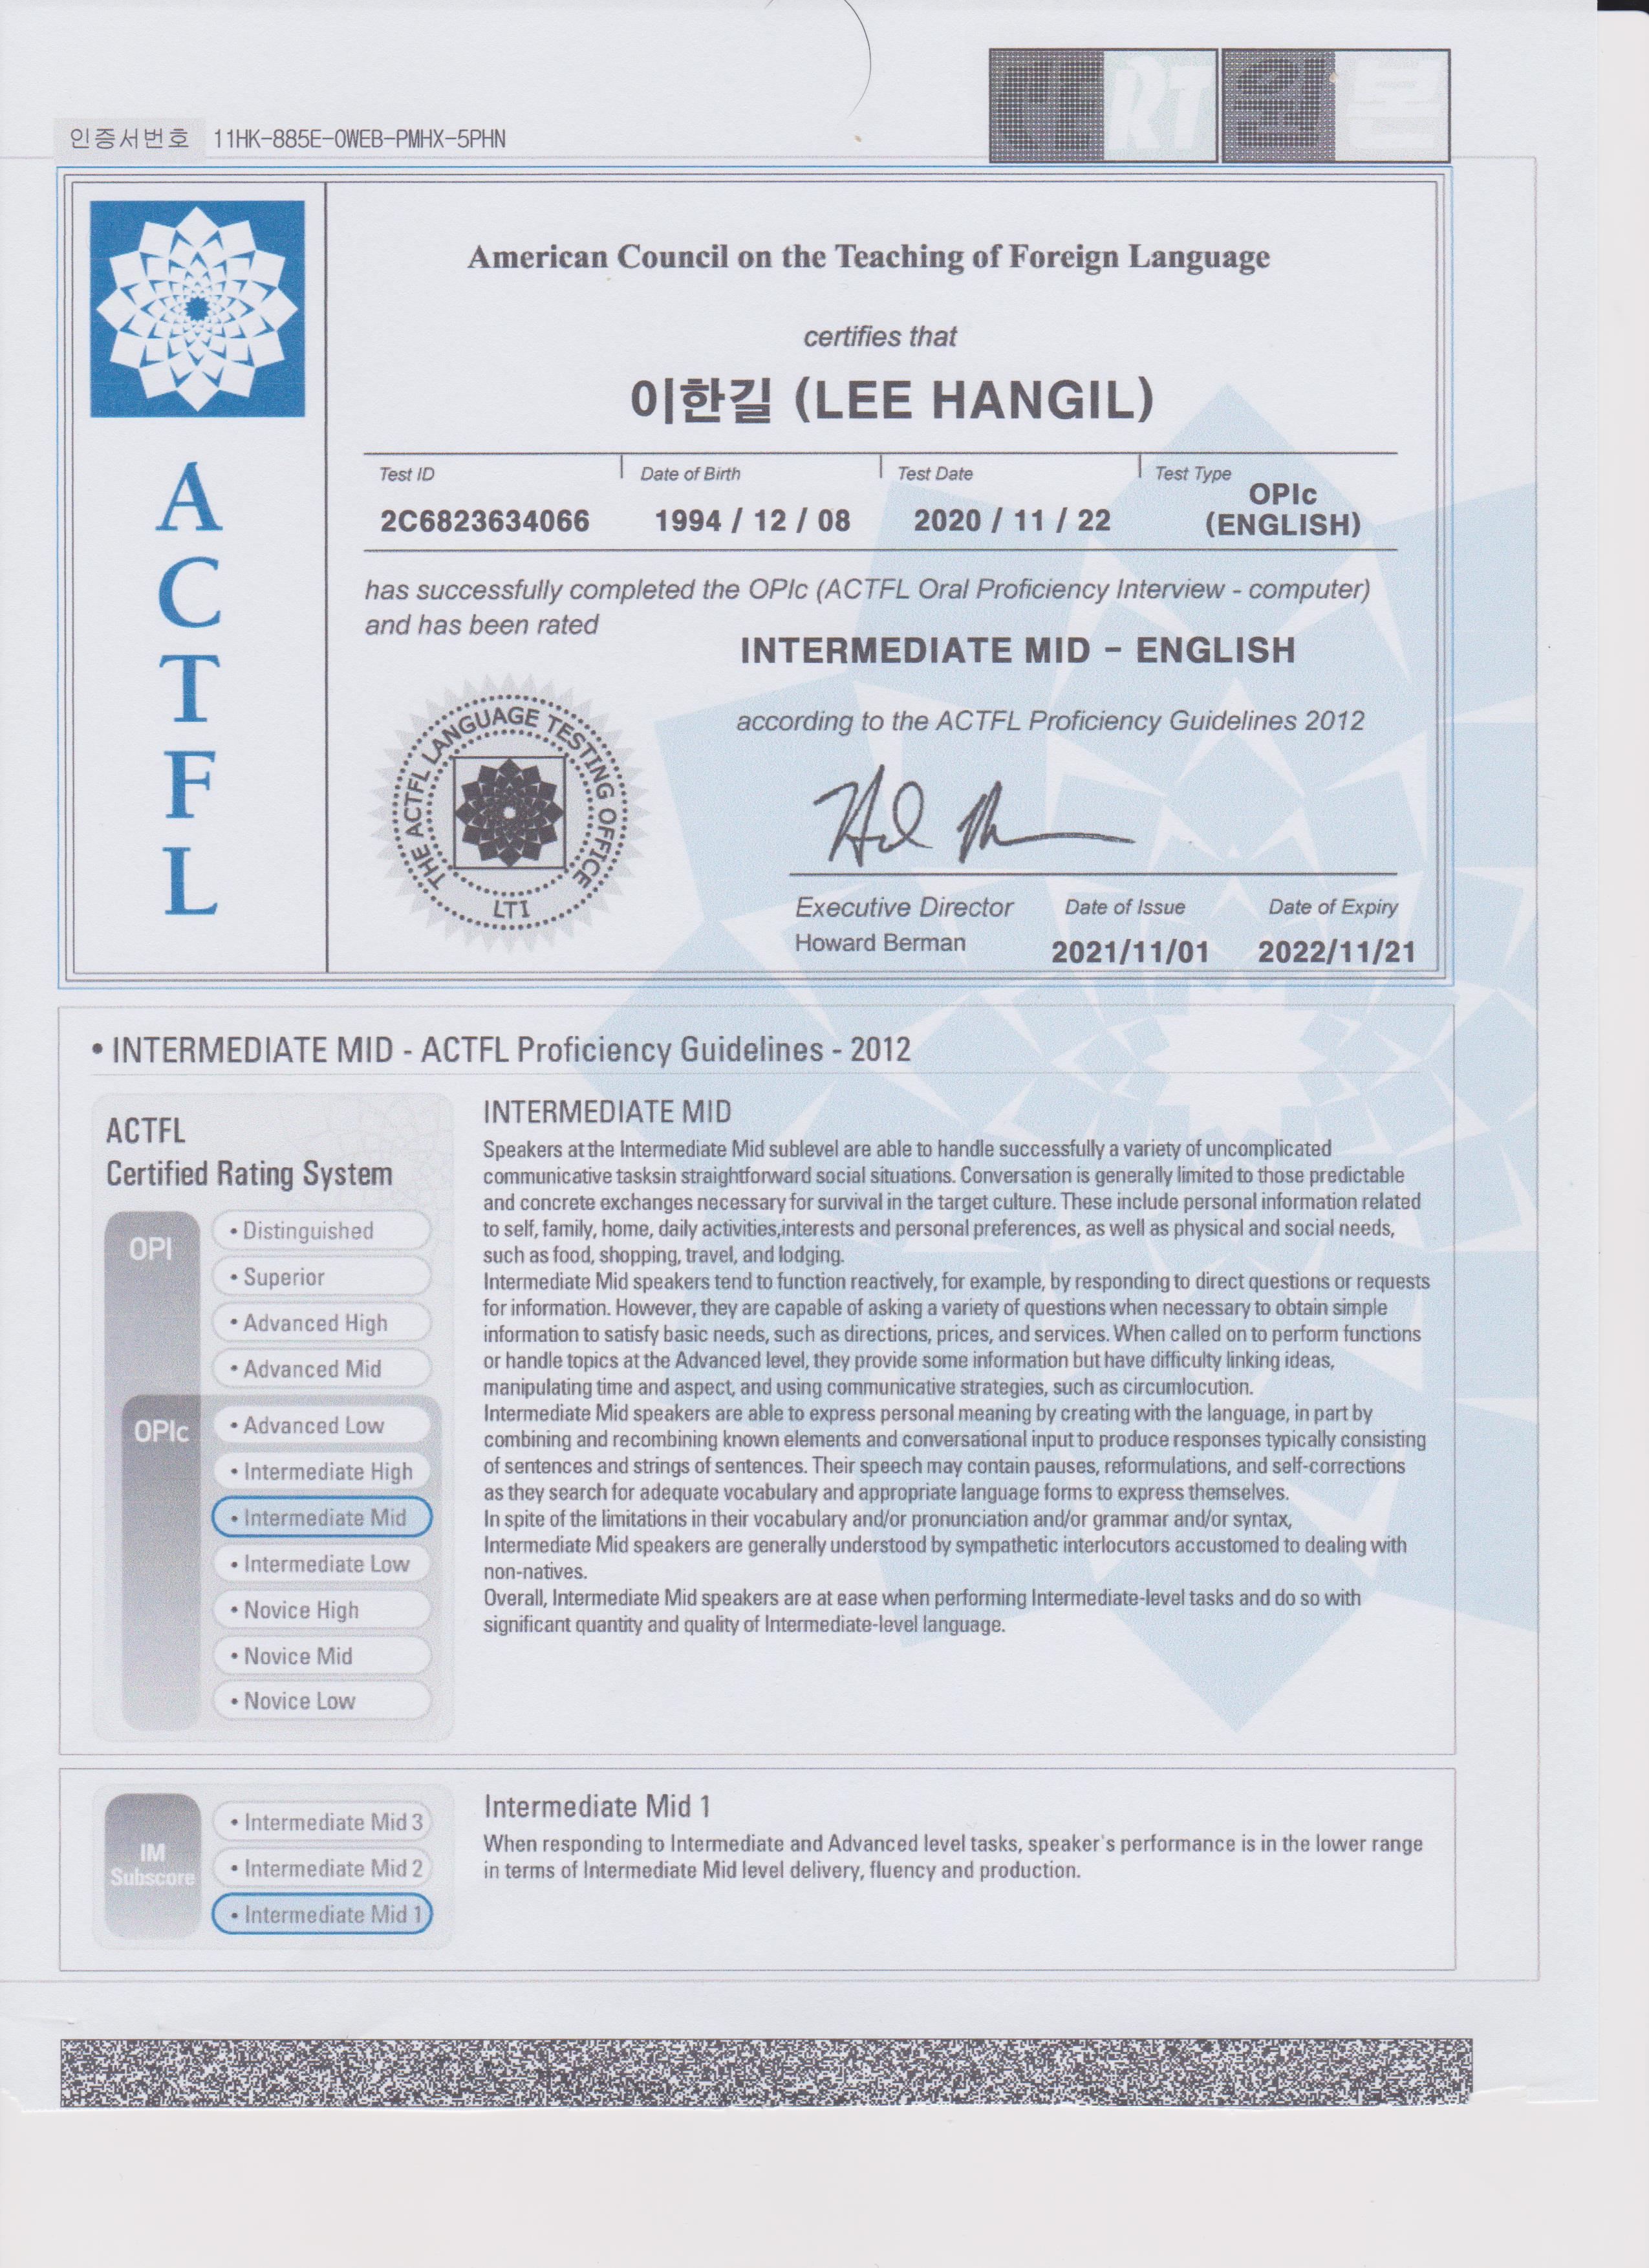 인증서번호 11HK-885E-0WEB-PMHX-5PHN
RT 원본
American Council on the Teaching of Foreign Language
certifies that
이한길 (LEE HANGIL)
Test ID Date of Birth Test Date Test Type
2C6823634066 1994 / 12 / 08 2020 / 11 / 22 OPIc
(ENGLISH)
has successfully completed the OPIc (ACTFL Oral Proficiency Interview - computer)
and has been rated
INTERMEDIATE MID - ENGLISH
according to the ACTFL Proficiency Guidelines 2012
A
C
T
F
L
THE ACTFL LANGUAGE TESTING OFFICE
LTI
Executive Director Date of Issue Date of Expiry
Howard Berman 2021/11/01 2022/11/21
• INTERMEDIATE MID - ACTFL Proficiency Guidelines - 2012
ACTFL
Certified Rating System
OPI
• Distinguished
• Superior
• Advanced High
• Advanced Mid
OPIc
• Advanced Low
• Intermediate High
• Intermediate Mid
• Intermediate Low
• Novice High
• Novice Mid
• Novice Low
INTERMEDIATE MID
Speakers at the Intermediate Mid sublevel are able to handle successfully a variety of uncomplicated
communicative tasksin straightforward social situations. Conversation is generally limited to those predictable
and concrete exchanges necessary for survival in the target culture. These include personal information related
to self, family, home, daily activities,interests and personal preferences, as well as physical and social needs,
such as food, shopping, travel, and lodging.
Intermediate Mid speakers tend to function reactively, for example, by responding to direct questions or requests
for information. However, they are capable of asking a variety of questions when necessary to obtain simple
information to satisfy basic needs, such as directions, prices, and services. When called on to perform functions
or handle topics at the Advanced level, they provide some information but have difficulty linking ideas,
manipulating time and aspect, and using communicative strategies, such as circumlocution.
Intermediate Mid speakers are able to express personal meaning by creating with the language, in part by
combining and recombining known elements and conversational input to produce responses typically consisting
of sentences and strings of sentences. Their speech may contain pauses, reformulations, and self-corrections
as they search for adequate vocabulary and appropriate language forms to express themselves.
In spite of the limitations in their vocabulary and/or pronunciation and/or grammar and/or syntax,
Intermediate Mid speakers are generally understood by sympathetic interlocutors accustomed to dealing with
non-natives.
Overall, Intermediate Mid speakers are at ease when performing Intermediate-level tasks and do so with
significant quantity and quality of Intermediate-level language.
IM
Subscore
• Intermediate Mid 3
• Intermediate Mid 2
• Intermediate Mid 1
Intermediate Mid 1
When responding to Intermediate and Advanced level tasks, speaker's performance is in the lower range
in terms of Intermediate Mid level delivery, fluency and production.